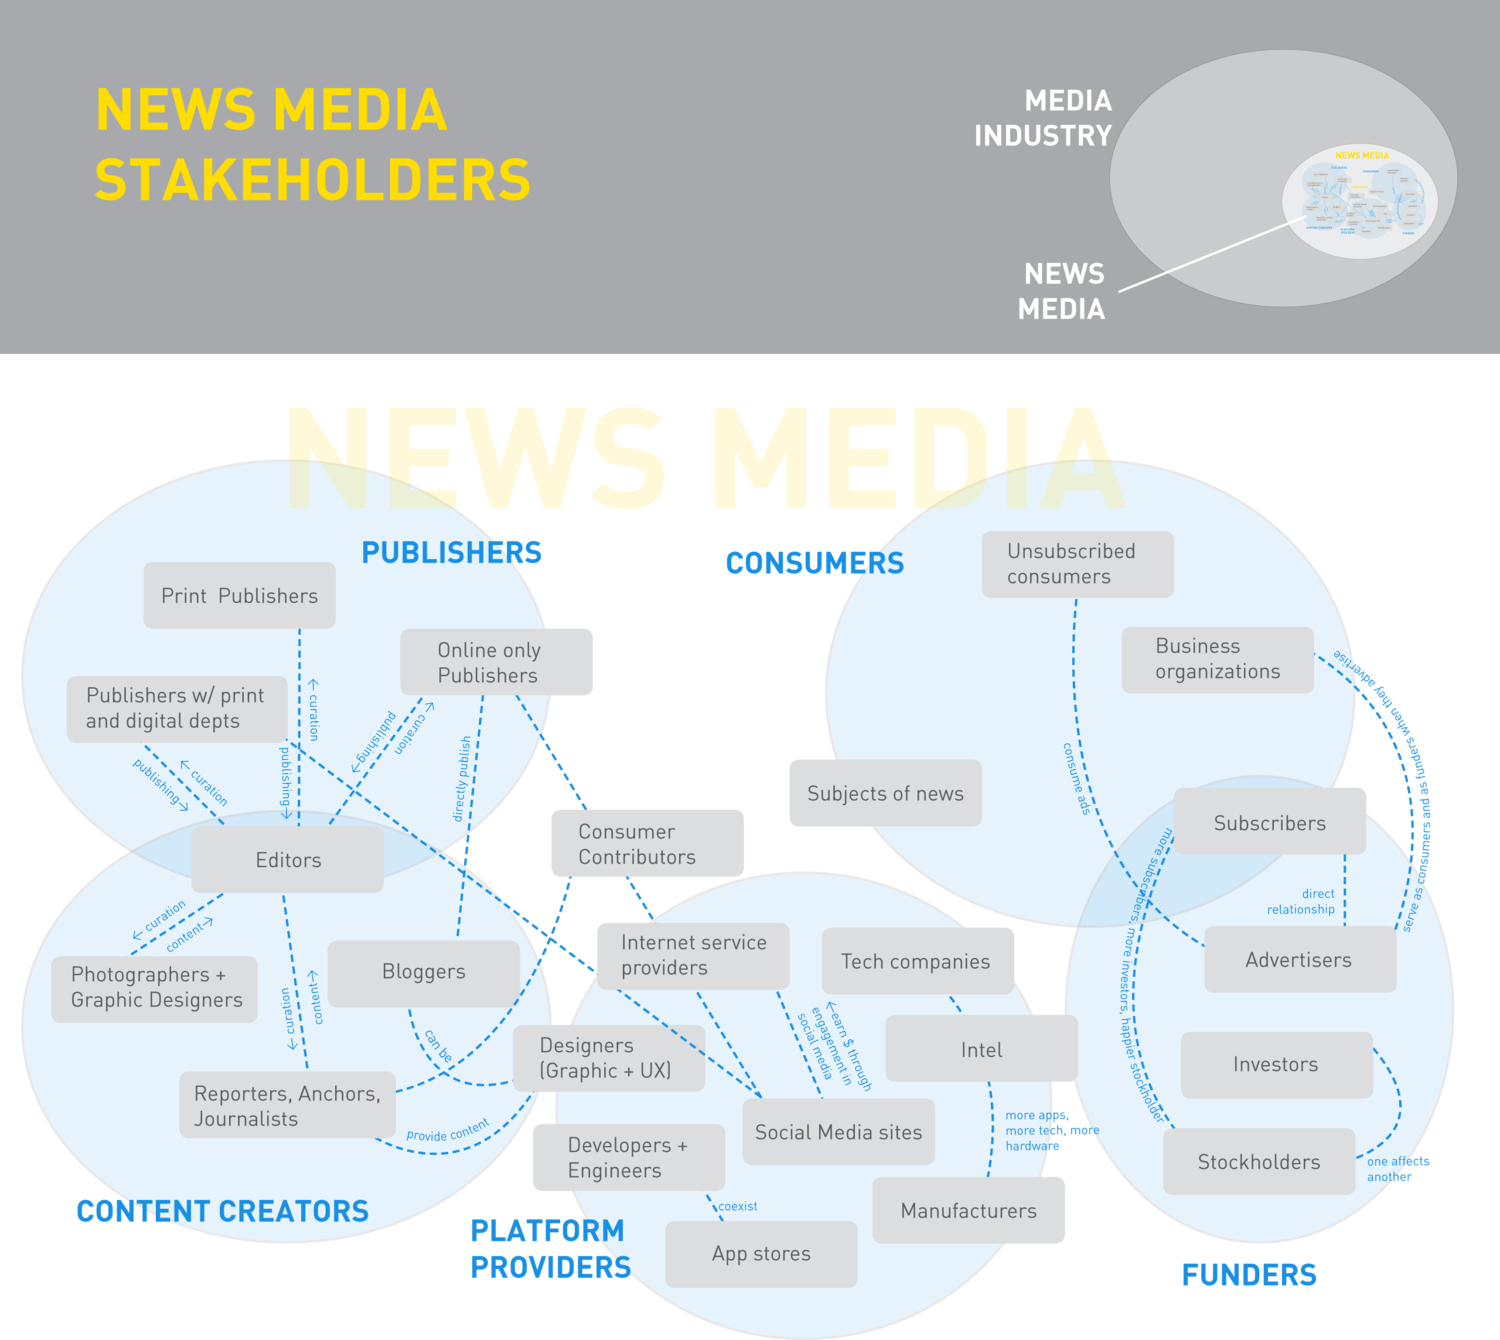 NEWS MEDIA
STAKEHOLDERS
MEDIA
INDUSTRY
NEWS MEDIA
NEWS
MEDIA
NEWS MEDIA
PUBLISHERS
Print Publishers
Online only
Publishers
Publishers w/ print
and digital depts
← curation
publishing→
publishing→
← curation
publishing→
← curation
directly publish
Editors
CONSUMERS
Unsubscribed
consumers
Business
organizations
Subjects of news
Subscribers
consume ads
serve as consumers and as funders when they advertise
more subscribers, more investors, happier stockholder
direct
relationship
Consumer
Contributors
← curation
content→
Photographers +
Graphic Designers
Bloggers
← curation
content→
can be
Reporters, Anchors,
Journalists
provide content
CONTENT CREATORS
Internet service
providers
Tech companies
Designers
(Graphic + UX)
Intel
←earn $ through
engagement in
social media
Social Media sites
Developers +
Engineers
more apps,
more tech, more
hardware
Manufacturers
coexist
App stores
PLATFORM
PROVIDERS
Advertisers
Investors
Stockholders
one affects
another
FUNDERS